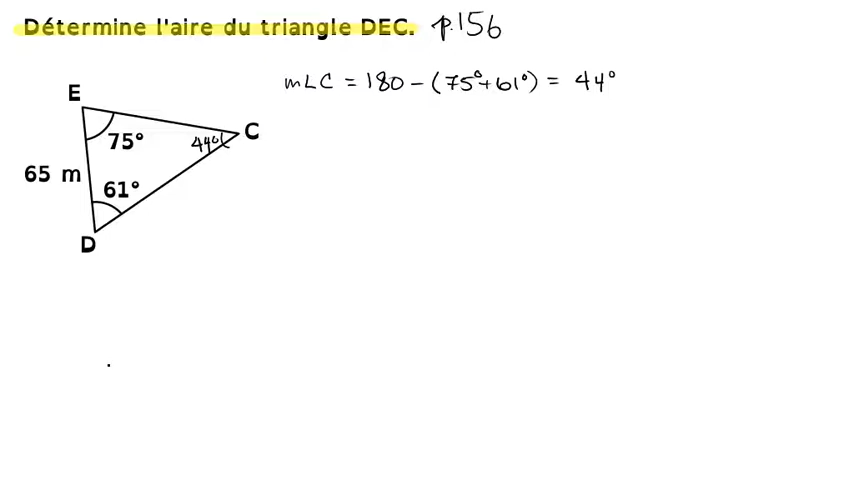 Détermine l'aire du triangle DEC. p.156
m∠C = 180 - (75° + 61°) = 44°
E
C
75°
44°
65 m
61°
D